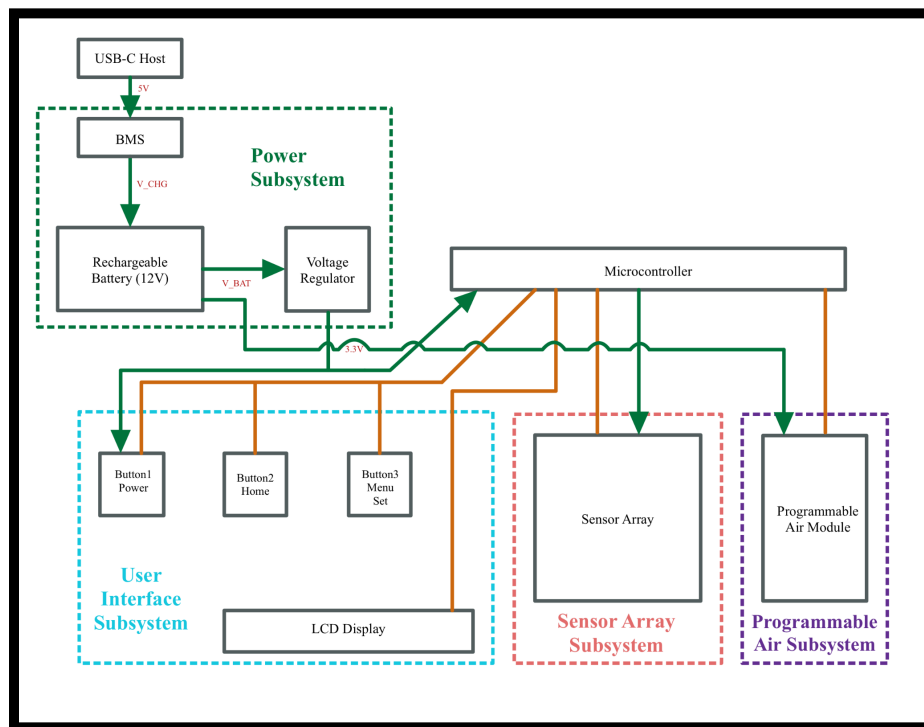 USB-C Host
5V
BMS
Power
Subsystem
V_CHG
Rechargeable
Battery (12V)
V_BAT
Voltage
Regulator
Microcontroller
3.3V
Button1
Power
Button2
Home
Button3
Menu
Set
Sensor Array
Programmable
Air Module
User
Interface
Subsystem
LCD Display
Sensor Array
Subsystem
Programmable
Air Subsystem